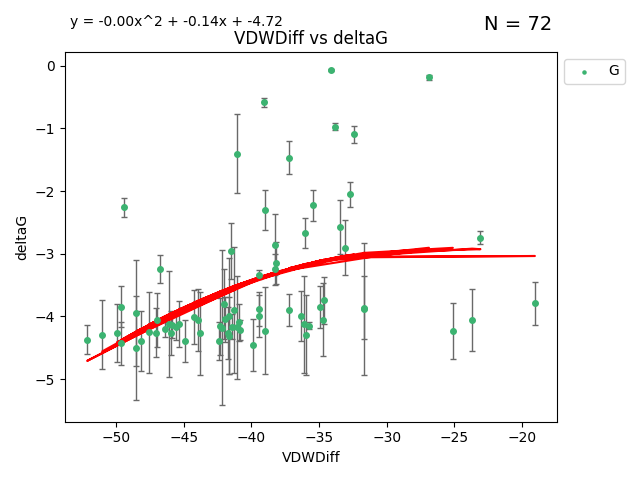 y = -0.00x^2 + -0.14x + -4.72
N = 72
VDWDiff vs deltaG
G
deltaG
0
−1
−2
−3
−4
−5
−50
−45
−40
−35
−30
−25
−20
VDWDiff